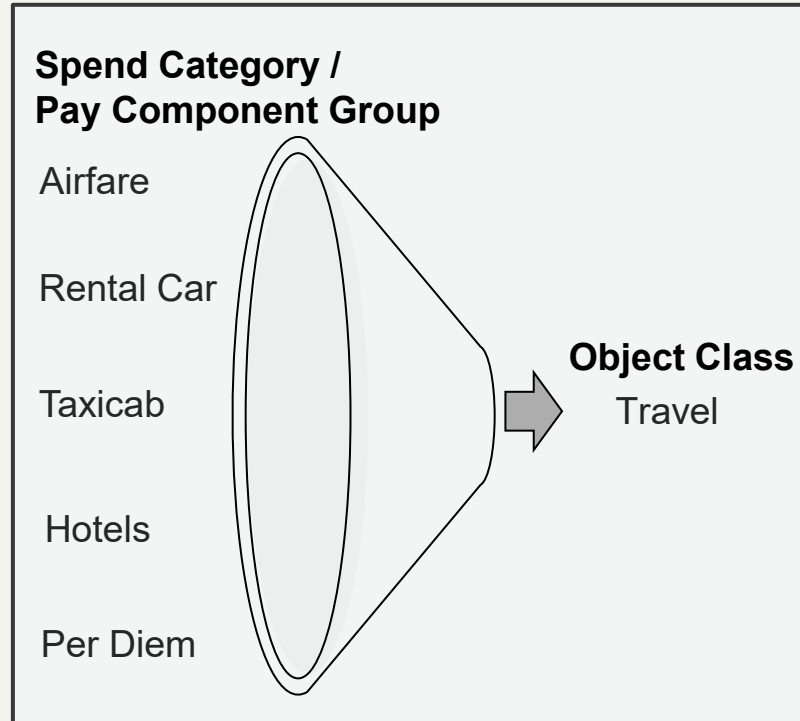 Spend Category /
Pay Component Group
Airfare
Rental Car
Taxicab
Hotels
Per Diem
Object Class
Travel